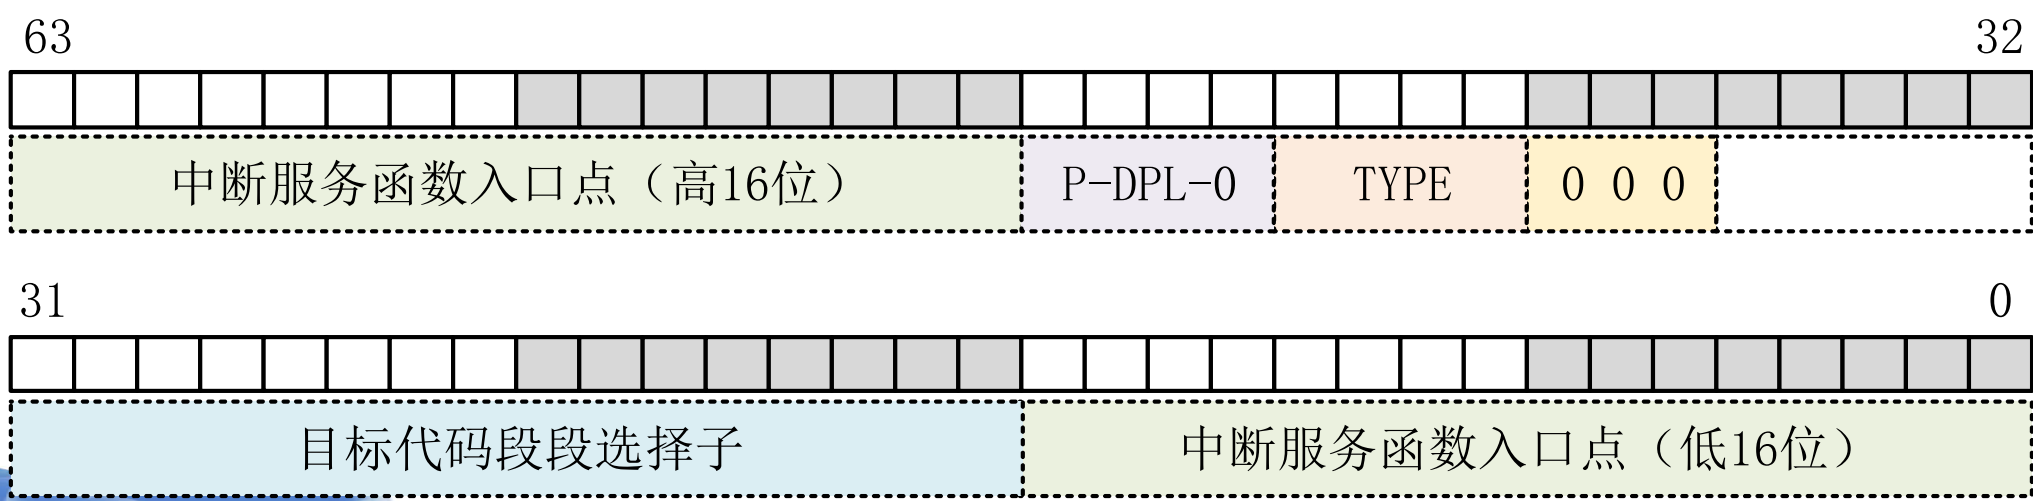 63 32
中断服务函数入口点（高16位） P-DPL-0 TYPE 0 0 0
31 0
目标代码段段选择子 中断服务函数入口点（低16位）